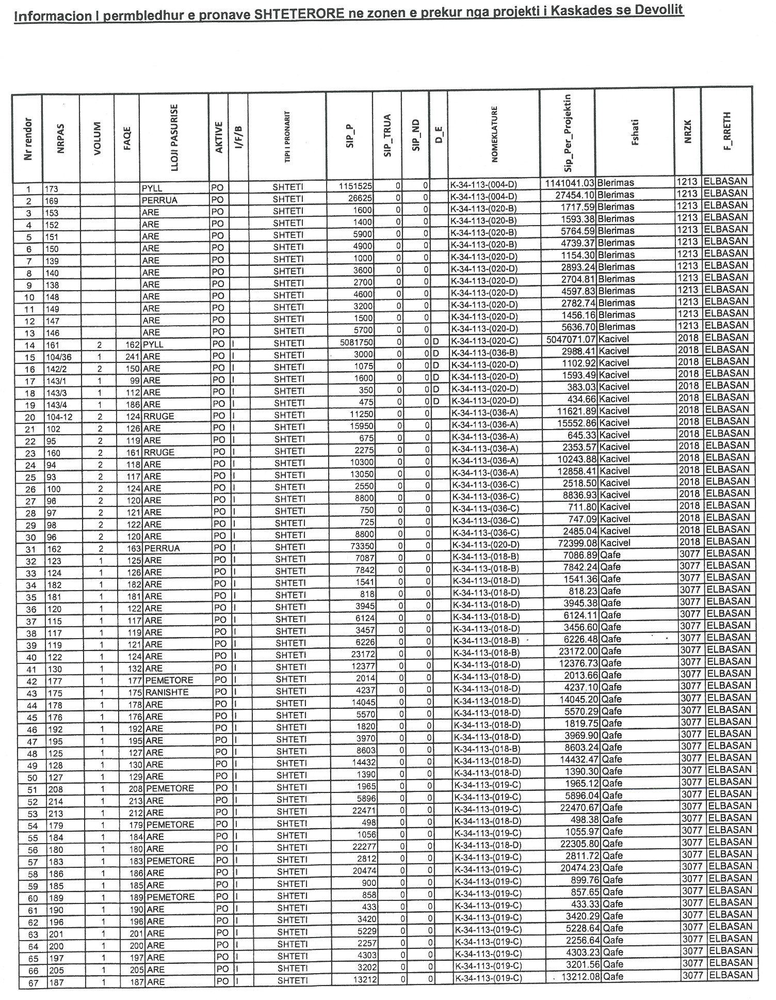 Informacion I permbledhur e pronave SHTETERORE ne zonen e prekur nga projekti i Kaskades se Devollit
Nr rendor NRPAS VOLUM FAQE LLOJI PASURISE AKTIVE I/F/B TIPI I PRONARIT SIP_P SIP_TRUA SIP_ND D_E NOMEKLATURE Sip_Per_Projektin Fshati NRZK F_RRETH
1 173 PYLL PO SHTETI 1151525 0 0 K-34-113-(004-D) 1141041.03 Blerimas 1213 ELBASAN
2 169 PERRUA PO SHTETI 26625 0 0 K-34-113-(004-D) 27454.10 Blerimas 1213 ELBASAN
3 153 ARE PO SHTETI 1600 0 0 K-34-113-(020-B) 1717.59 Blerimas 1213 ELBASAN
4 152 ARE PO SHTETI 1400 0 0 K-34-113-(020-B) 1593.38 Blerimas 1213 ELBASAN
5 151 ARE PO SHTETI 5900 0 0 K-34-113-(020-B) 5764.59 Blerimas 1213 ELBASAN
6 150 ARE PO SHTETI 4900 0 0 K-34-113-(020-B) 4739.37 Blerimas 1213 ELBASAN
7 139 ARE PO SHTETI 1000 0 0 K-34-113-(020-D) 1154.30 Blerimas 1213 ELBASAN
8 140 ARE PO SHTETI 3600 0 0 K-34-113-(020-D) 2893.24 Blerimas 1213 ELBASAN
9 138 ARE PO SHTETI 2700 0 0 K-34-113-(020-D) 2704.81 Blerimas 1213 ELBASAN
10 148 ARE PO SHTETI 4600 0 0 K-34-113-(020-D) 4597.83 Blerimas 1213 ELBASAN
11 149 ARE PO SHTETI 3200 0 0 K-34-113-(020-D) 2782.74 Blerimas 1213 ELBASAN
12 147 ARE PO SHTETI 1500 0 0 K-34-113-(020-D) 1456.16 Blerimas 1213 ELBASAN
13 146 ARE PO SHTETI 5700 0 0 K-34-113-(020-D) 5636.70 Blerimas 1213 ELBASAN
14 161 2 162 PYLL PO I SHTETI 5081750 0 0 D K-34-113-(020-C) 5047071.07 Kacivel 2018 ELBASAN
15 104/36 1 241 ARE PO I SHTETI 3000 0 0 D K-34-113-(036-B) 2988.41 Kacivel 2018 ELBASAN
16 142/2 2 150 ARE PO I SHTETI 1075 0 0 D K-34-113-(020-D) 1102.92 Kacivel 2018 ELBASAN
17 143/1 1 99 ARE PO I SHTETI 1600 0 0 D K-34-113-(020-D) 1593.49 Kacivel 2018 ELBASAN
18 143/3 1 112 ARE PO I SHTETI 350 0 0 D K-34-113-(020-D) 383.03 Kacivel 2018 ELBASAN
19 143/4 1 186 ARE PO I SHTETI 475 0 0 D K-34-113-(020-D) 434.66 Kacivel 2018 ELBASAN
20 104-12 2 124 RRUGE PO I SHTETI 11250 0 0 K-34-113-(036-A) 11621.89 Kacivel 2018 ELBASAN
21 102 2 126 ARE PO I SHTETI 15950 0 0 K-34-113-(036-A) 15552.86 Kacivel 2018 ELBASAN
22 95 2 119 ARE PO I SHTETI 675 0 0 K-34-113-(036-A) 645.33 Kacivel 2018 ELBASAN
23 160 2 161 RRUGE PO I SHTETI 2275 0 0 K-34-113-(036-A) 2353.57 Kacivel 2018 ELBASAN
24 94 2 118 ARE PO I SHTETI 10300 0 0 K-34-113-(036-A) 10243.88 Kacivel 2018 ELBASAN
25 93 2 117 ARE PO I SHTETI 13050 0 0 K-34-113-(036-A) 12858.41 Kacivel 2018 ELBASAN
26 100 2 124 ARE PO I SHTETI 2550 0 0 K-34-113-(036-C) 2518.50 Kacivel 2018 ELBASAN
27 96 2 120 ARE PO I SHTETI 8800 0 0 K-34-113-(036-C) 8836.93 Kacivel 2018 ELBASAN
28 97 2 121 ARE PO I SHTETI 750 0 0 K-34-113-(036-C) 711.80 Kacivel 2018 ELBASAN
29 98 2 122 ARE PO I SHTETI 725 0 0 K-34-113-(036-C) 747.09 Kacivel 2018 ELBASAN
30 96 2 120 ARE PO I SHTETI 8800 0 0 K-34-113-(036-C) 2485.04 Kacivel 2018 ELBASAN
31 162 2 163 PERRUA PO I SHTETI 73350 0 0 K-34-113-(020-D) 72399.08 Kacivel 2018 ELBASAN
32 123 1 125 ARE PO I SHTETI 7087 0 0 K-34-113-(018-B) 7086.89 Qafe 3077 ELBASAN
33 124 1 126 ARE PO I SHTETI 7842 0 0 K-34-113-(018-B) 7842.24 Qafe 3077 ELBASAN
34 182 1 182 ARE PO I SHTETI 1541 0 0 K-34-113-(018-D) 1541.36 Qafe 3077 ELBASAN
35 181 1 181 ARE PO I SHTETI 818 0 0 K-34-113-(018-D) 818.23 Qafe 3077 ELBASAN
36 120 1 122 ARE PO I SHTETI 3945 0 0 K-34-113-(018-D) 3945.38 Qafe 3077 ELBASAN
37 115 1 117 ARE PO I SHTETI 6124 0 0 K-34-113-(018-D) 6124.11 Qafe 3077 ELBASAN
38 117 1 119 ARE PO I SHTETI 3457 0 0 K-34-113-(018-D) 3456.60 Qafe 3077 ELBASAN
39 119 1 121 ARE PO I SHTETI 6226 0 0 K-34-113-(018-B) 6226.48 Qafe 3077 ELBASAN
40 122 1 124 ARE PO I SHTETI 23172 0 0 K-34-113-(018-B) 23172.00 Qafe 3077 ELBASAN
41 130 1 132 ARE PO I SHTETI 12377 0 0 K-34-113-(018-D) 12376.73 Qafe 3077 ELBASAN
42 177 1 177 PEMETORE PO I SHTETI 2014 0 0 K-34-113-(018-D) 2013.66 Qafe 3077 ELBASAN
43 175 1 175 RANISHTE PO I SHTETI 4237 0 0 K-34-113-(018-D) 4237.10 Qafe 3077 ELBASAN
44 178 1 178 ARE PO I SHTETI 14045 0 0 K-34-113-(018-D) 14045.20 Qafe 3077 ELBASAN
45 176 1 176 ARE PO I SHTETI 5570 0 0 K-34-113-(018-D) 5570.29 Qafe 3077 ELBASAN
46 192 1 192 ARE PO I SHTETI 1820 0 0 K-34-113-(018-D) 1819.75 Qafe 3077 ELBASAN
47 195 1 195 ARE PO I SHTETI 3970 0 0 K-34-113-(018-D) 3969.90 Qafe 3077 ELBASAN
48 125 1 127 ARE PO I SHTETI 8603 0 0 K-34-113-(018-B) 8603.24 Qafe 3077 ELBASAN
49 128 1 130 ARE PO I SHTETI 14432 0 0 K-34-113-(018-D) 14432.47 Qafe 3077 ELBASAN
50 127 1 129 ARE PO I SHTETI 1390 0 0 K-34-113-(018-D) 1390.30 Qafe 3077 ELBASAN
51 208 1 208 PEMETORE PO I SHTETI 1965 0 0 K-34-113-(019-C) 1965.12 Qafe 3077 ELBASAN
52 214 1 213 ARE PO I SHTETI 5896 0 0 K-34-113-(019-C) 5896.04 Qafe 3077 ELBASAN
53 213 1 212 ARE PO I SHTETI 22471 0 0 K-34-113-(019-C) 22470.67 Qafe 3077 ELBASAN
54 179 1 179 PEMETORE PO I SHTETI 498 0 0 K-34-113-(018-D) 498.38 Qafe 3077 ELBASAN
55 184 1 184 ARE PO I SHTETI 1056 0 0 K-34-113-(019-C) 1055.97 Qafe 3077 ELBASAN
56 180 1 180 ARE PO I SHTETI 22277 0 0 K-34-113-(018-D) 22305.80 Qafe 3077 ELBASAN
57 183 1 183 PEMETORE PO I SHTETI 2812 0 0 K-34-113-(019-C) 2811.72 Qafe 3077 ELBASAN
58 186 1 186 ARE PO I SHTETI 20474 0 0 K-34-113-(019-C) 20474.23 Qafe 3077 ELBASAN
59 185 1 185 ARE PO I SHTETI 900 0 0 K-34-113-(019-C) 899.76 Qafe 3077 ELBASAN
60 189 1 189 PEMETORE PO I SHTETI 858 0 0 K-34-113-(019-C) 857.65 Qafe 3077 ELBASAN
61 190 1 190 ARE PO I SHTETI 433 0 0 K-34-113-(019-C) 433.33 Qafe 3077 ELBASAN
62 196 1 196 ARE PO I SHTETI 3420 0 0 K-34-113-(019-C) 3420.29 Qafe 3077 ELBASAN
63 201 1 201 ARE PO I SHTETI 5229 0 0 K-34-113-(019-C) 5228.64 Qafe 3077 ELBASAN
64 200 1 200 ARE PO I SHTETI 2257 0 0 K-34-113-(019-C) 2256.64 Qafe 3077 ELBASAN
65 197 1 197 ARE PO I SHTETI 4303 0 0 K-34-113-(019-C) 4303.23 Qafe 3077 ELBASAN
66 205 1 205 ARE PO I SHTETI 3202 0 0 K-34-113-(019-C) 3201.56 Qafe 3077 ELBASAN
67 187 1 187 ARE PO I SHTETI 13212 0 0 K-34-113-(019-C) 13212.08 Qafe 3077 ELBASAN